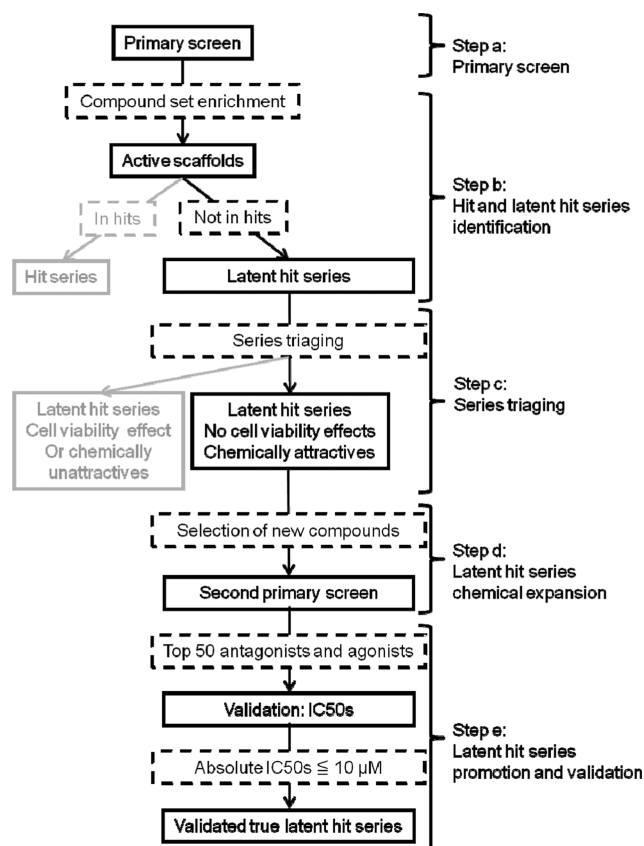 Primary screen
Step a:
Primary screen
Compound set enrichment
Active scaffolds
In hits
Not in hits
Step b:
Hit and latent hit series
identification
Hit series
Latent hit series
Series triaging
Latent hit series
Cell viability effect
Or chemically
unattractives
Latent hit series
No cell viability effects
Chemically attractives
Step c:
Series triaging
Selection of new compounds
Second primary screen
Step d:
Latent hit series
chemical expansion
Top 50 antagonists and agonists
Validation: IC50s
Absolute IC50s ≦ 10 µM
Validated true latent hit series
Step e:
Latent hit series
promotion and validation